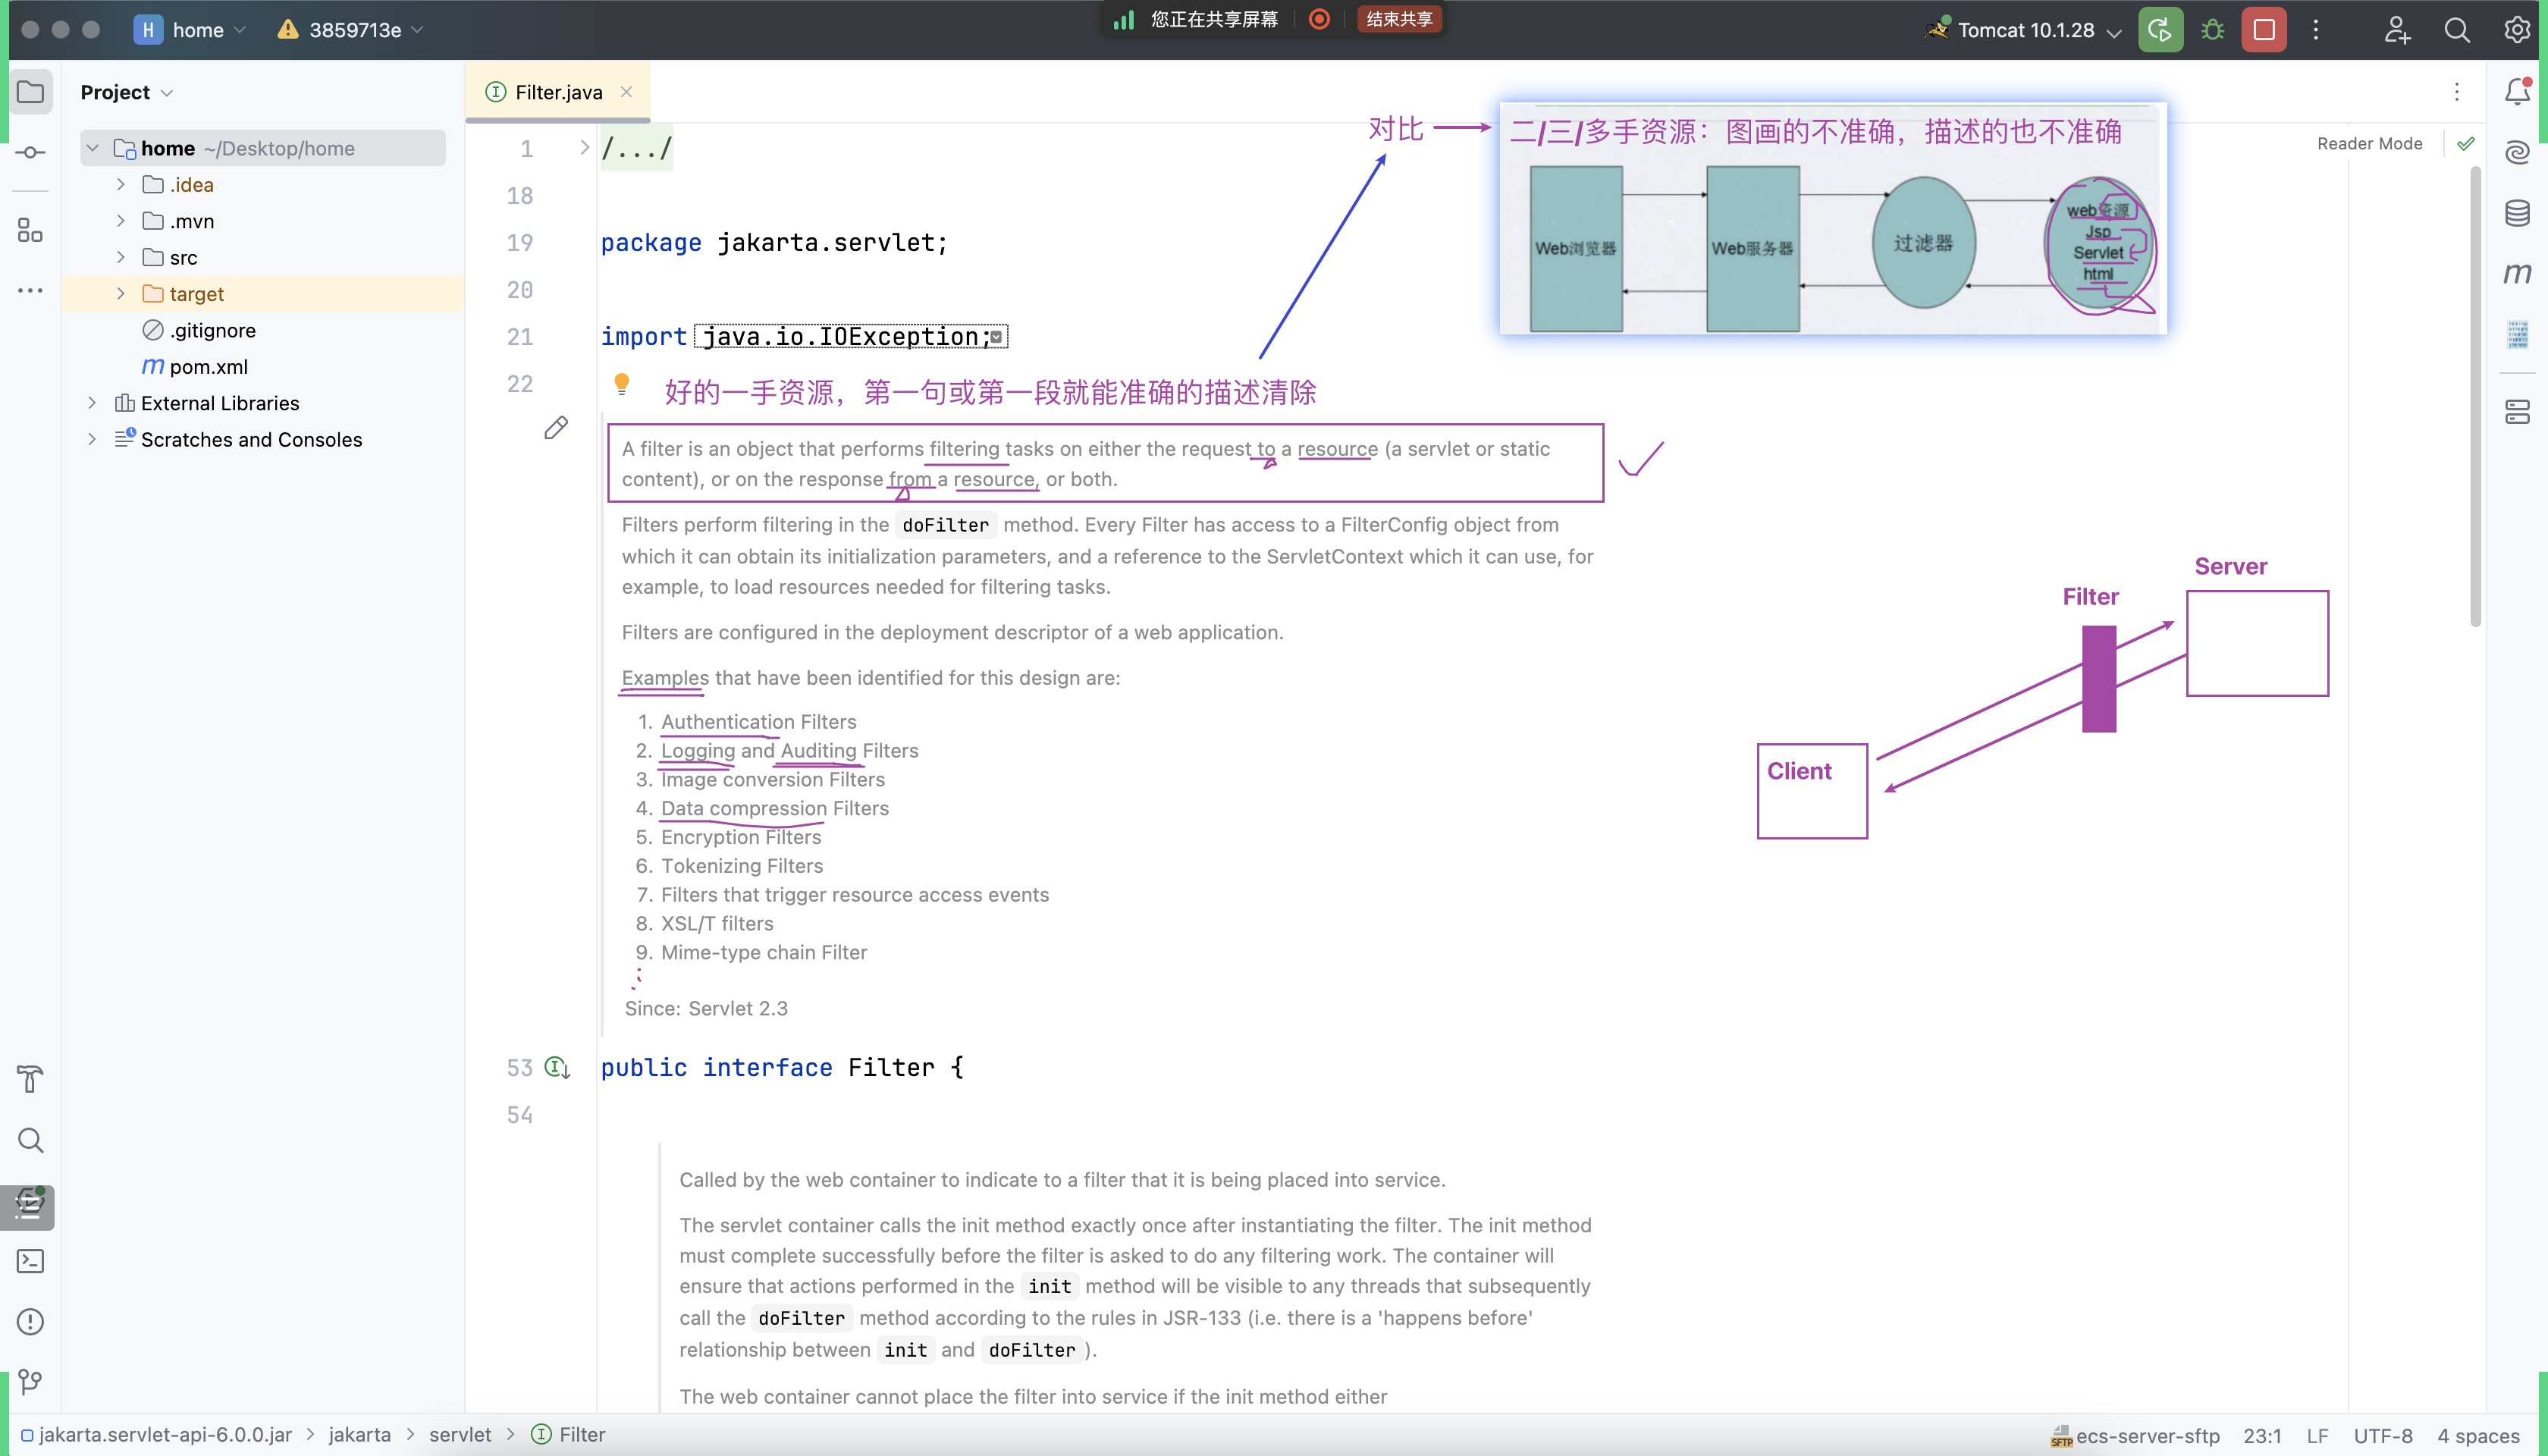 H home 3859713e 您正在共享屏幕 结束共享 Tomcat 10.1.28
Project
home ~/Desktop/home
.idea
.mvn
src
target
.gitignore
m pom.xml
External Libraries
Scratches and Consoles
Filter.java
Reader Mode
对比
二/三/多手资源：图画的不准确，描述的也不准确
Web浏览器
Web服务器
过滤器
web资源
Jsp
Servlet
html
1 /.../
18
19 package jakarta.servlet;
20
21 import java.io.IOException;
22
好的一手资源，第一句或第一段就能准确的描述清除
A filter is an object that performs filtering tasks on either the request to a resource (a servlet or static
content), or on the response from a resource, or both.
Filters perform filtering in the doFilter method. Every Filter has access to a FilterConfig object from
which it can obtain its initialization parameters, and a reference to the ServletContext which it can use, for
example, to load resources needed for filtering tasks.
Filters are configured in the deployment descriptor of a web application.
Examples that have been identified for this design are:
1. Authentication Filters
2. Logging and Auditing Filters
3. Image conversion Filters
4. Data compression Filters
5. Encryption Filters
6. Tokenizing Filters
7. Filters that trigger resource access events
8. XSL/T filters
9. Mime-type chain Filter
Since: Servlet 2.3
Server
Filter
Client
53 public interface Filter {
54
Called by the web container to indicate to a filter that it is being placed into service.
The servlet container calls the init method exactly once after instantiating the filter. The init method
must complete successfully before the filter is asked to do any filtering work. The container will
ensure that actions performed in the init method will be visible to any threads that subsequently
call the doFilter method according to the rules in JSR-133 (i.e. there is a 'happens before'
relationship between init and doFilter ).
The web container cannot place the filter into service if the init method either
jakarta.servlet-api-6.0.0.jar > jakarta > servlet > Filter
SFTP ecs-server-sftp 23:1 LF UTF-8 4 spaces